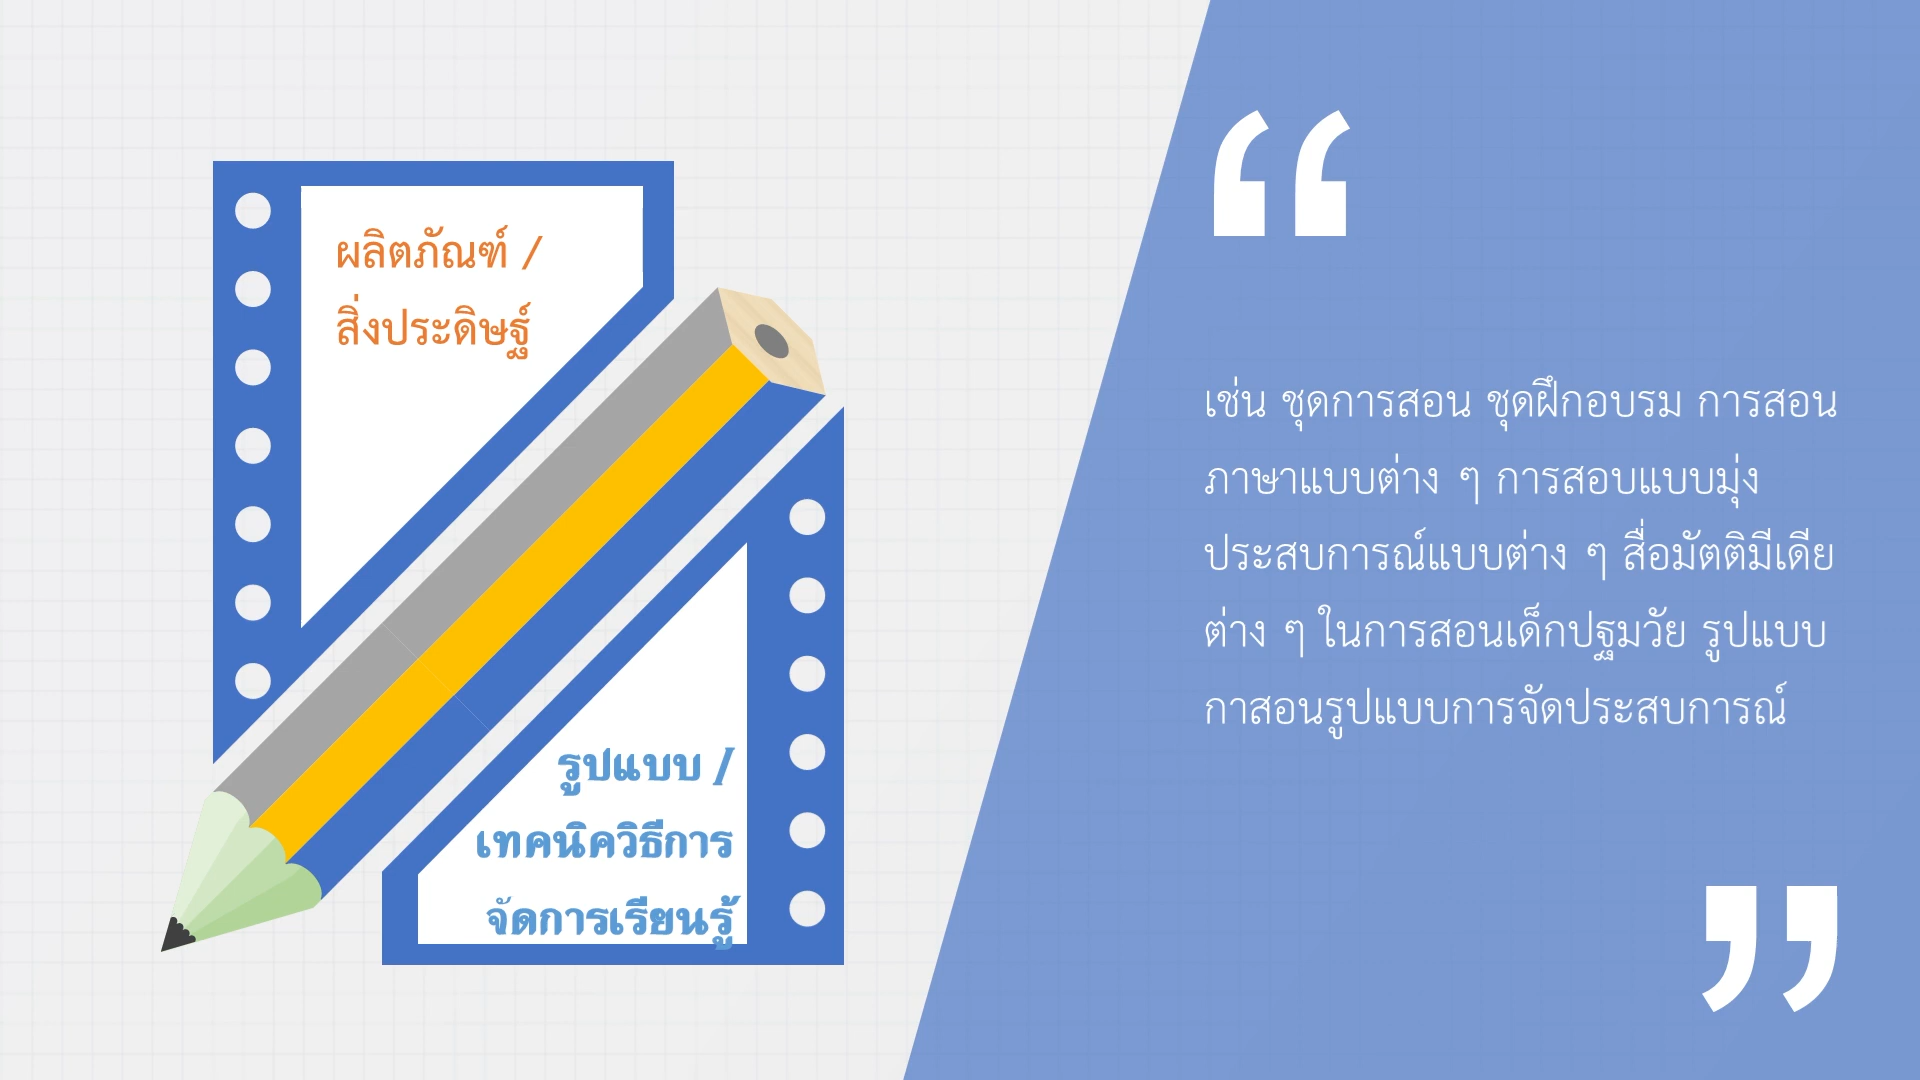 ผลิตภัณฑ์ /
สิ่งประดิษฐ์
รูปแบบ /
เทคนิควิธีการ
จัดการเรียนรู้
“
เช่น ชุดการสอน ชุดฝึกอบรม การสอน
ภาษาแบบต่าง ๆ การสอบแบบมุ่ง
ประสบการณ์แบบต่าง ๆ สื่อมัตติมีเดีย
ต่าง ๆ ในการสอนเด็กปฐมวัย รูปแบบ
กาสอนรูปแบบการจัดประสบการณ์
”